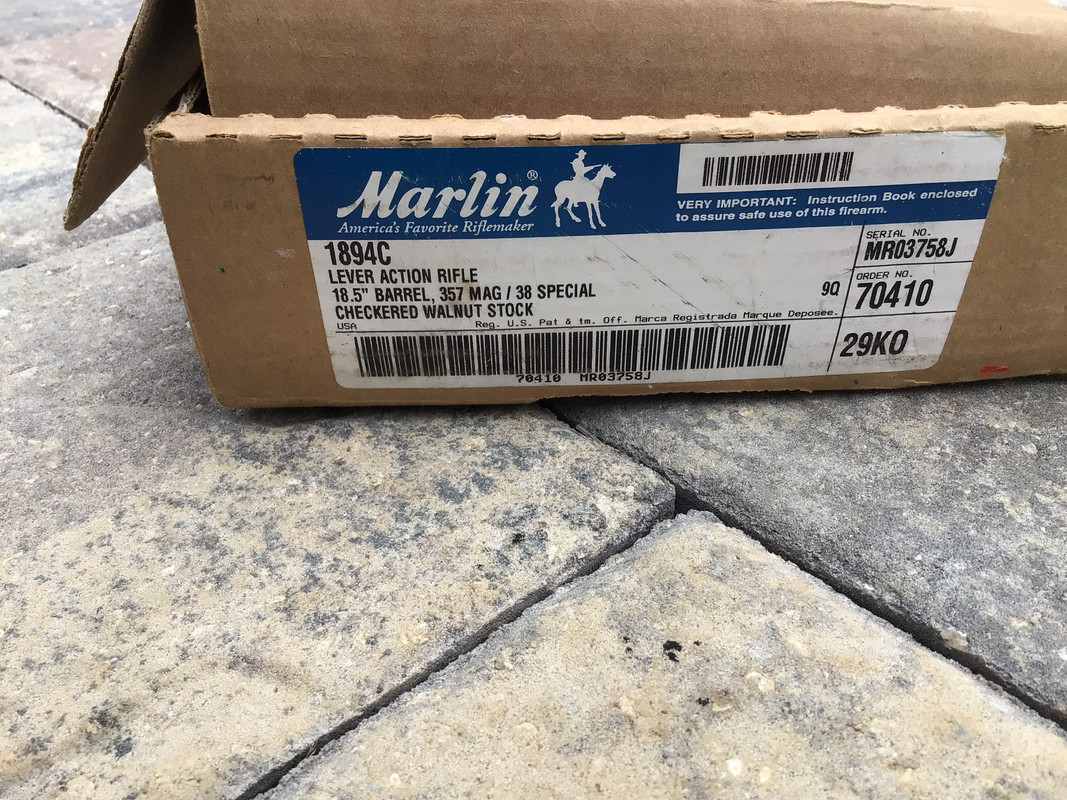 Marlin®
America's Favorite Riflemaker
VERY IMPORTANT: Instruction Book enclosed
to assure safe use of this firearm.
1894C
LEVER ACTION RIFLE
18.5" BARREL, 357 MAG / 38 SPECIAL
CHECKERED WALNUT STOCK
9Q
USA
Reg. U.S. Pat & tm. Off. Marca Registrada Marque Deposee.
70410 MR03758J
SERIAL NO.
MR03758J
ORDER NO.
70410
29KO